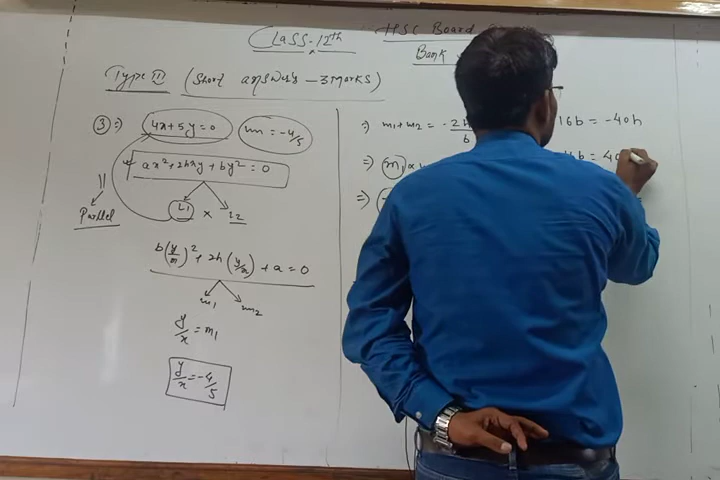 Class-12th
HSC Board
Bank
Type II (Short answers - 3 Marks)
③ ⇒ 4x+5y=0 m = -4/5
ax²+2hxy+by²=0
Parllel
L1 × L2
b(y/x)² + 2h(y/x) + a = 0
m1 m2
y/x = m1
y/x = -4/5
⇒ m1+m2 = -2h/b
16b = -40h
⇒ m1 ×
b = 40
⇒